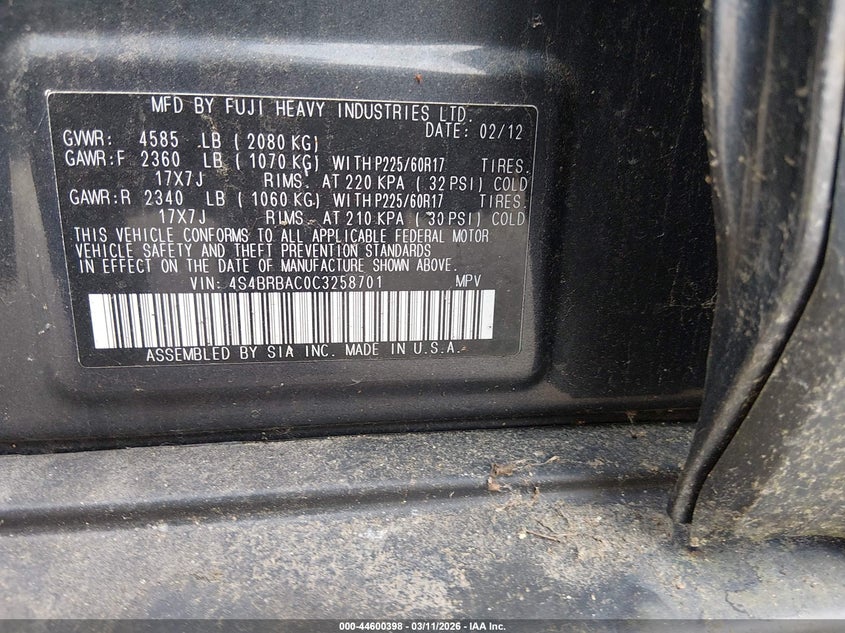 MFD BY FUJI HEAVY INDUSTRIES LTD.
DATE: 02/12
GVWR: 4585 LB (2080 KG)
GAWR:F 2360 LB (1070 KG) WITH P225/60R17 TIRES.
17X7J RIMS. AT 220 KPA (32 PSI) COLD
GAWR:R 2340 LB (1060 KG) WITH P225/60R17 TIRES.
17X7J RIMS. AT 210 KPA (30 PSI) COLD
THIS VEHICLE CONFORMS TO ALL APPLICABLE FEDERAL MOTOR
VEHICLE SAFETY AND THEFT PREVENTION STANDARDS
IN EFFECT ON THE DATE OF MANUFACTURE SHOWN ABOVE.
VIN: 4S4BRBAC0C3258701 MPV
ASSEMBLED BY SIA INC. MADE IN U.S.A.
000-44600398 - 03/11/2026 - IAA Inc.